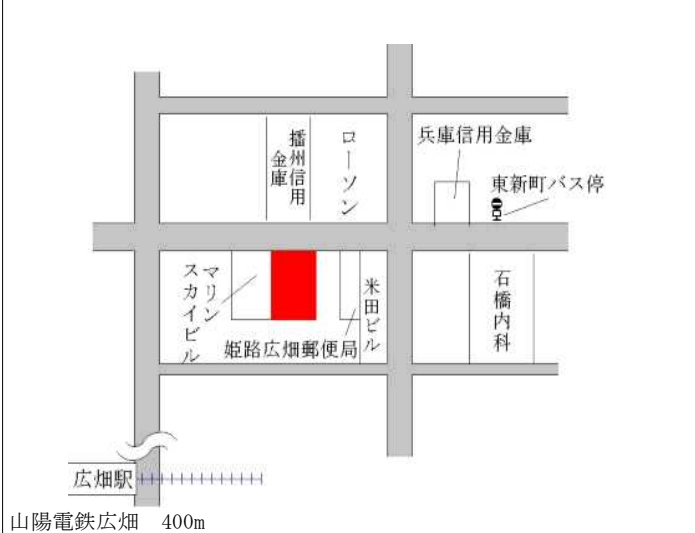 播州信用
金庫
ローソン
兵庫信用金庫
東新町バス停
マリン
スカイビル
米田ビル
石橋内科
姫路広畑郵便局
広畑駅
山陽電鉄広畑　400m